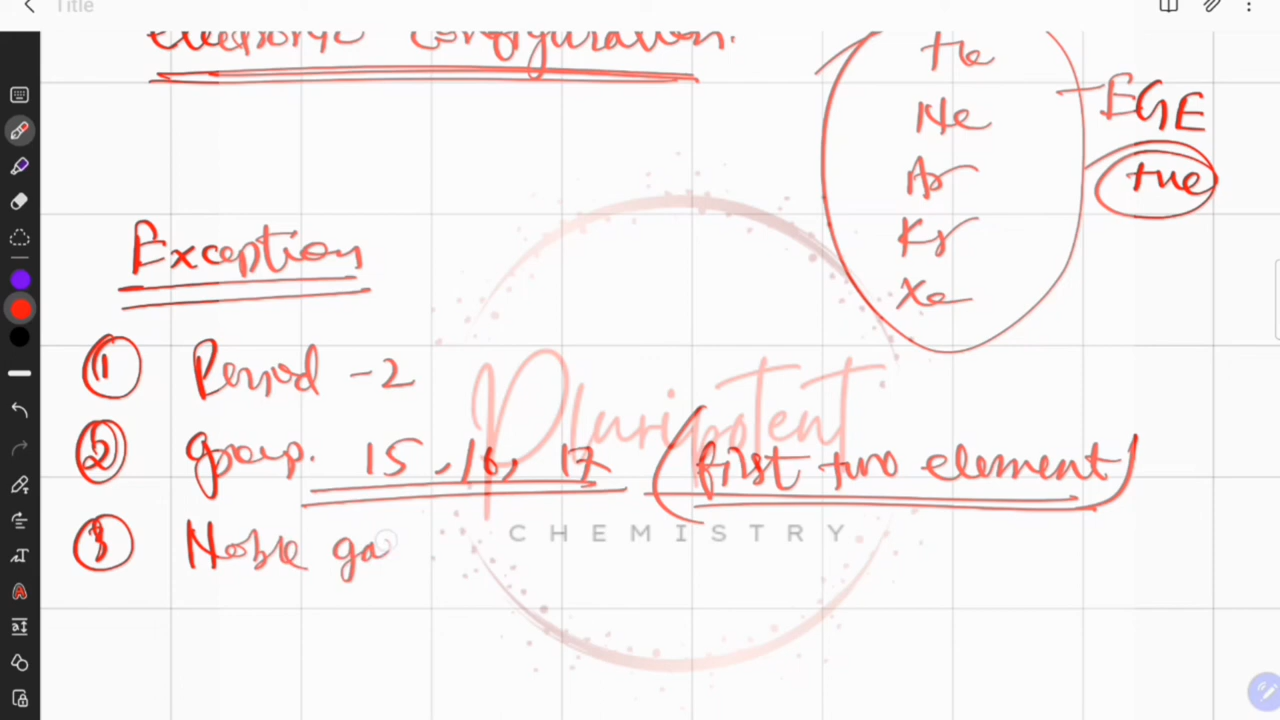 Title
electronic configuration.
He
Ne
Ar
Kr
Xe
EGE
+ve
Exception
1 Period -2
2 group. 15, 16, 17 (first two element)
3 Noble ga
Pluripotent
CHEMISTRY